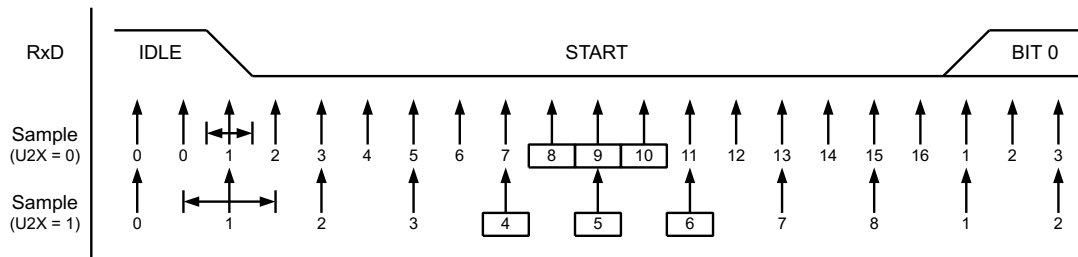 RxD IDLE START BIT 0
Sample
(U2X = 0) 0 0 1 2 3 4 5 6 7 8 9 10 11 12 13 14 15 16 1 2 3
Sample
(U2X = 1) 0 1 2 3 4 5 6 7 8 1 2